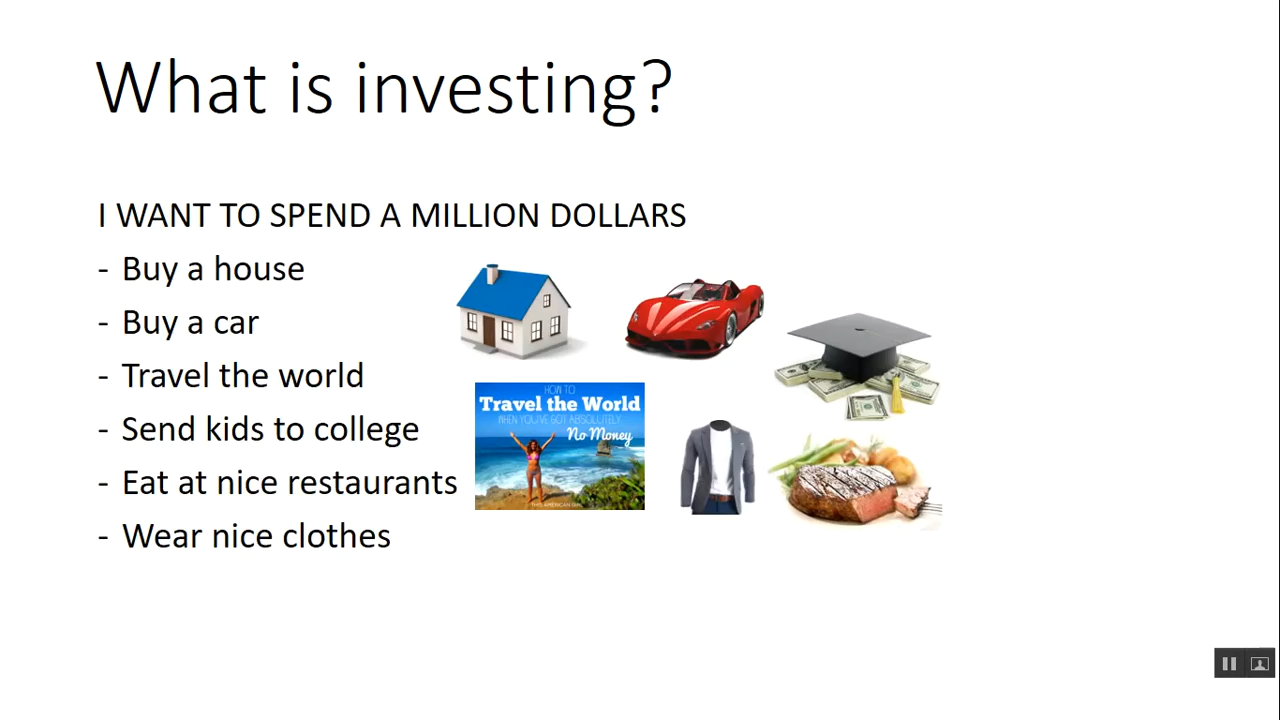 What is investing?
I WANT TO SPEND A MILLION DOLLARS
- Buy a house
- Buy a car
- Travel the world
- Send kids to college
- Eat at nice restaurants
- Wear nice clothes
HOW TO
Travel the World
WHEN YOU'VE GOT ABSOLUTELY
No Money